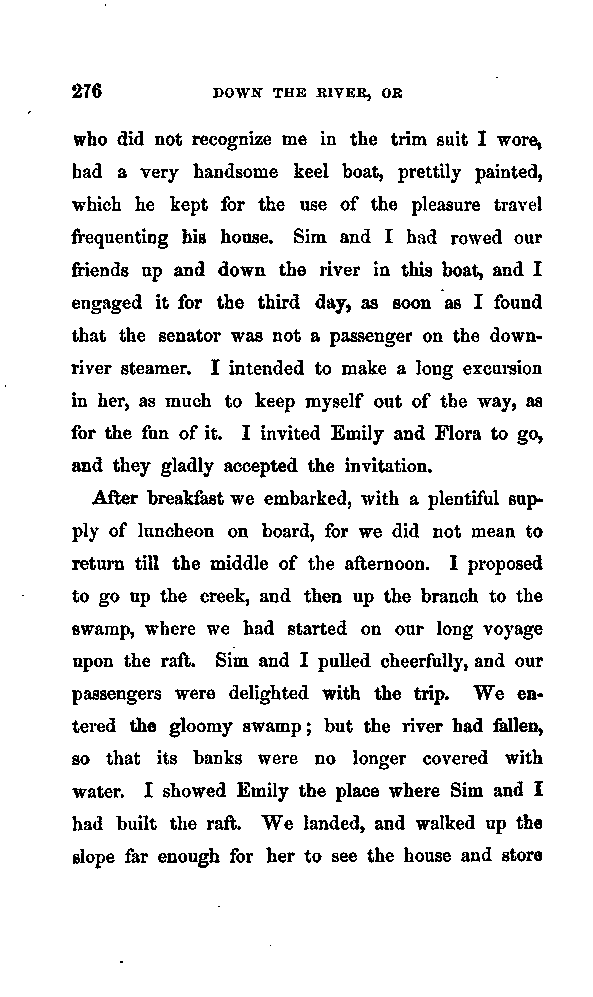 276 DOWN THE RIVER, OR
who did not recognize me in the trim suit I wore,
had a very handsome keel boat, prettily painted,
which he kept for the use of the pleasure travel
frequenting his house. Sim and I had rowed our
friends up and down the river in this boat, and I
engaged it for the third day, as soon as I found
that the senator was not a passenger on the down-
river steamer. I intended to make a long excursion
in her, as much to keep myself out of the way, as
for the fun of it. I invited Emily and Flora to go,
and they gladly accepted the invitation.
After breakfast we embarked, with a plentiful sup-
ply of luncheon on board, for we did not mean to
return till the middle of the afternoon. I proposed
to go up the creek, and then up the branch to the
swamp, where we had started on our long voyage
upon the raft. Sim and I pulled cheerfully, and our
passengers were delighted with the trip. We en-
tered the gloomy swamp; but the river had fallen,
so that its banks were no longer covered with
water. I showed Emily the place where Sim and I
had built the raft. We landed, and walked up the
slope far enough for her to see the house and store